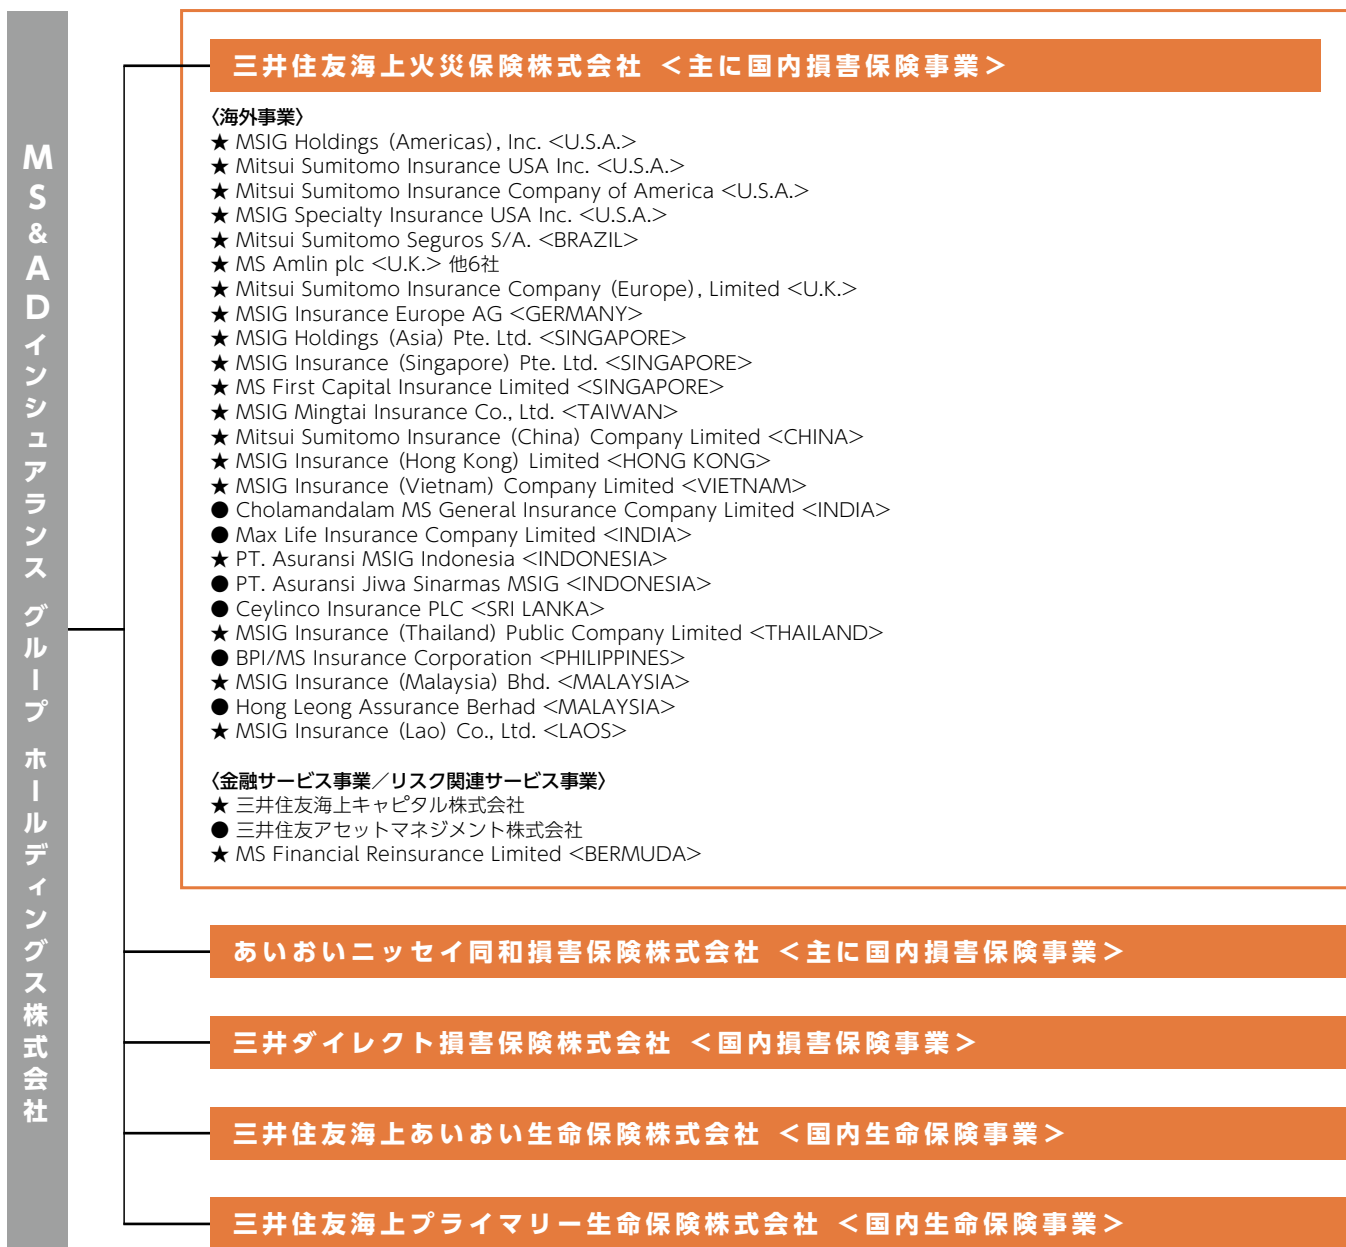 MS&ADインシュアランス グループ ホールディングス株式会社
三井住友海上火災保険株式会社 ＜主に国内損害保険事業＞
〈海外事業〉
★ MSIG Holdings (Americas), Inc. <U.S.A.>
★ Mitsui Sumitomo Insurance USA Inc. <U.S.A.>
★ Mitsui Sumitomo Insurance Company of America <U.S.A.>
★ MSIG Specialty Insurance USA Inc. <U.S.A.>
★ Mitsui Sumitomo Seguros S/A. <BRAZIL>
★ MS Amlin plc <U.K.> 他6社
★ Mitsui Sumitomo Insurance Company (Europe), Limited <U.K.>
★ MSIG Insurance Europe AG <GERMANY>
★ MSIG Holdings (Asia) Pte. Ltd. <SINGAPORE>
★ MSIG Insurance (Singapore) Pte. Ltd. <SINGAPORE>
★ MS First Capital Insurance Limited <SINGAPORE>
★ MSIG Mingtai Insurance Co., Ltd. <TAIWAN>
★ Mitsui Sumitomo Insurance (China) Company Limited <CHINA>
★ MSIG Insurance (Hong Kong) Limited <HONG KONG>
★ MSIG Insurance (Vietnam) Company Limited <VIETNAM>
● Cholamandalam MS General Insurance Company Limited <INDIA>
● Max Life Insurance Company Limited <INDIA>
★ PT. Asuransi MSIG Indonesia <INDONESIA>
● PT. Asuransi Jiwa Sinarmas MSIG <INDONESIA>
● Ceylinco Insurance PLC <SRI LANKA>
★ MSIG Insurance (Thailand) Public Company Limited <THAILAND>
● BPI/MS Insurance Corporation <PHILIPPINES>
★ MSIG Insurance (Malaysia) Bhd. <MALAYSIA>
● Hong Leong Assurance Berhad <MALAYSIA>
★ MSIG Insurance (Lao) Co., Ltd. <LAOS>
〈金融サービス事業／リスク関連サービス事業〉
★ 三井住友海上キャピタル株式会社
● 三井住友アセットマネジメント株式会社
★ MS Financial Reinsurance Limited <BERMUDA>
あいおいニッセイ同和損害保険株式会社 ＜主に国内損害保険事業＞
三井ダイレクト損害保険株式会社 ＜国内損害保険事業＞
三井住友海上あいおい生命保険株式会社 ＜国内生命保険事業＞
三井住友海上プライマリー生命保険株式会社 ＜国内生命保険事業＞